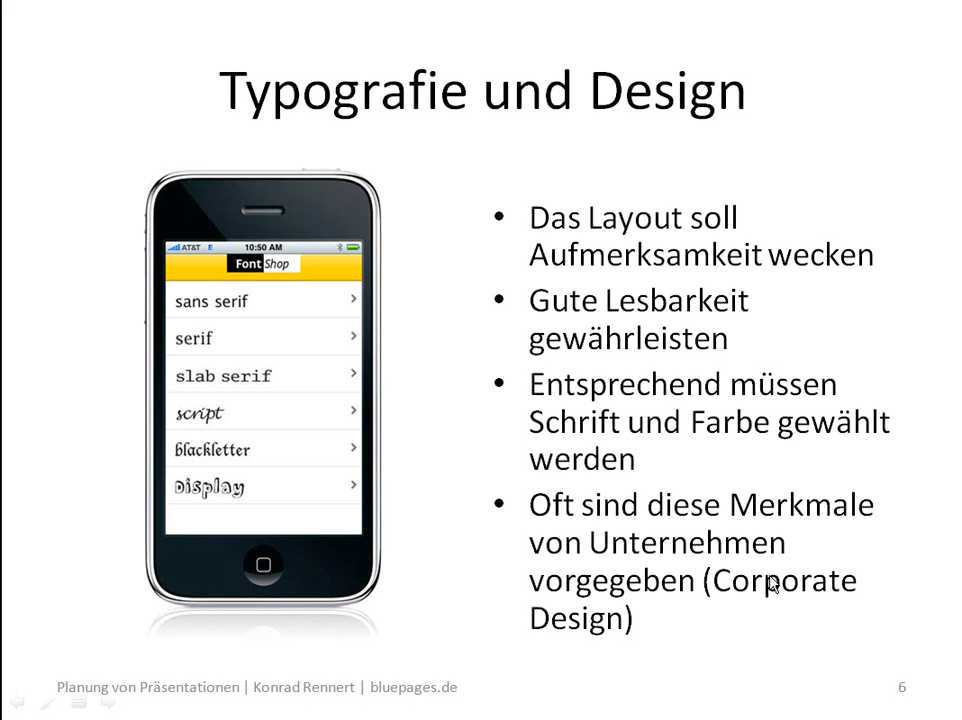 Typografie und Design
AT&T E 10:50 AM
Font Shop
sans serif
serif
slab serif
script
blackletter
Display
• Das Layout soll
Aufmerksamkeit wecken
• Gute Lesbarkeit
gewährleisten
• Entsprechend müssen
Schrift und Farbe gewählt
werden
• Oft sind diese Merkmale
von Unternehmen
vorgegeben (Corporate
Design)
Planung von Präsentationen | Konrad Rennert | bluepages.de
6